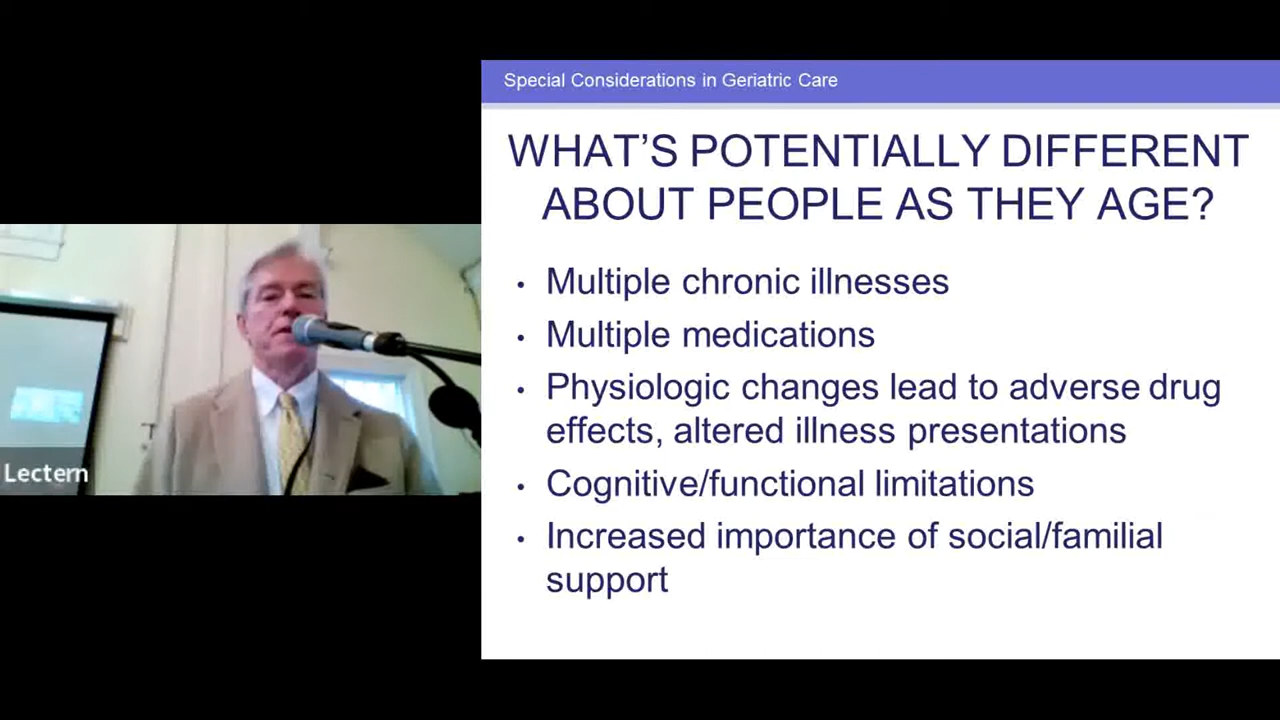 Special Considerations in Geriatric Care
WHAT'S POTENTIALLY DIFFERENT
ABOUT PEOPLE AS THEY AGE?
• Multiple chronic illnesses
• Multiple medications
• Physiologic changes lead to adverse drug
effects, altered illness presentations
• Cognitive/functional limitations
• Increased importance of social/familial
support
Lectern